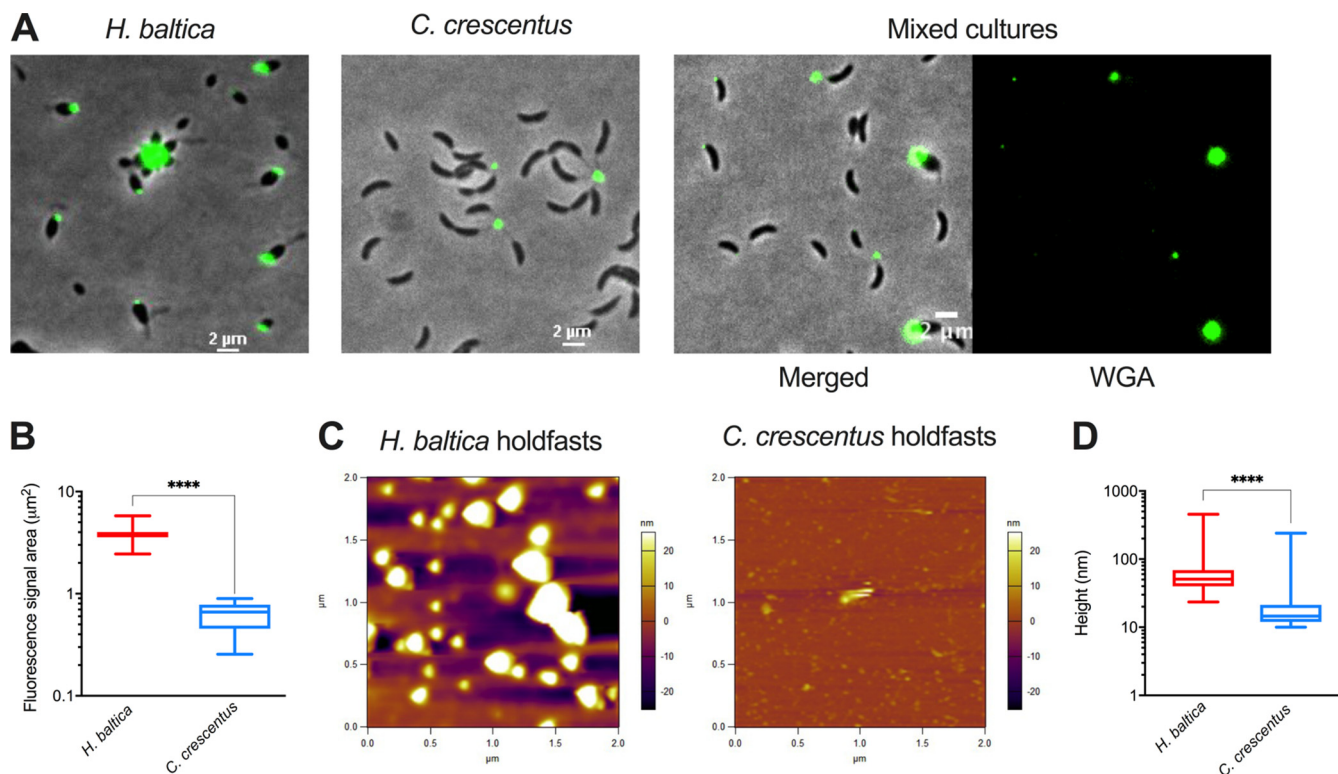 A
H. baltica
C. crescentus
Mixed cultures
2 µm
2 µm
2 µm
Merged
WGA
B
****
Fluorescence signal area (µm²)
10
1
0.1
H. baltica
C. crescentus
C
H. baltica holdfasts
C. crescentus holdfasts
2.0
1.5
1.0
0.5
0.0
µm
0.0
0.5
1.0
1.5
2.0
µm
nm
20
10
0
-10
-20
2.0
1.5
1.0
0.5
0.0
µm
0.0
0.5
1.0
1.5
2.0
µm
nm
20
10
0
-10
-20
D
****
Height (nm)
1000
100
10
1
H. baltica
C. crescentus